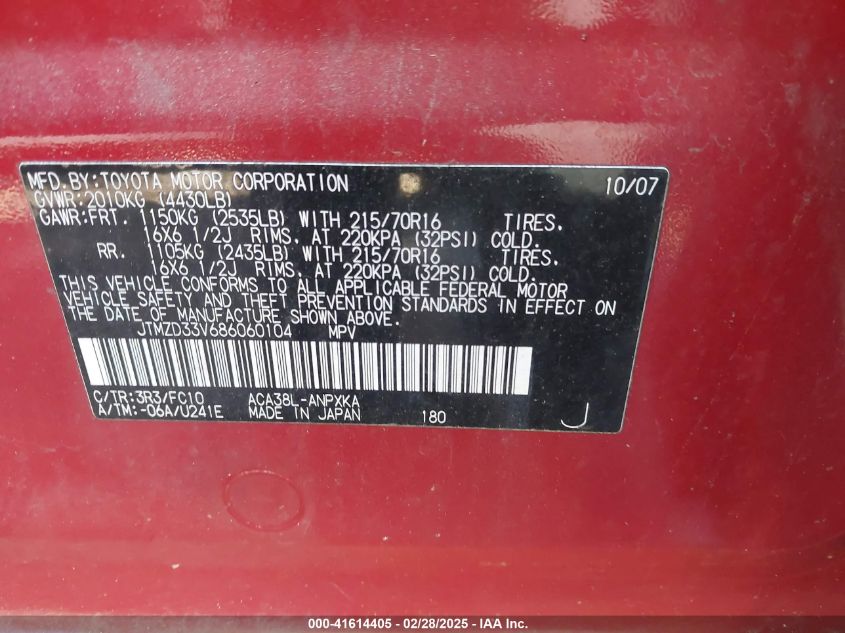 MFD.BY:TOYOTA MOTOR CORPORATION 10/07
GVWR:2010KG (4430LB)
GAWR:FRT. 1150KG (2535LB) WITH 215/70R16 TIRES,
16X6 1/2J RIMS, AT 220KPA (32PSI) COLD.
RR. 1105KG (2435LB) WITH 215/70R16 TIRES,
16X6 1/2J RIMS, AT 220KPA (32PSI) COLD.
THIS VEHICLE CONFORMS TO ALL APPLICABLE FEDERAL MOTOR
VEHICLE SAFETY AND THEFT PREVENTION STANDARDS IN EFFECT ON
THE DATE OF MANUFACTURE SHOWN ABOVE.
JTMZD33V686060104 MPV
C/TR:3R3/FC10 ACA38L-ANPXKA
A/TM:-06A/U241E MADE IN JAPAN 180 J
000-41614405 - 02/28/2025 - IAA Inc.